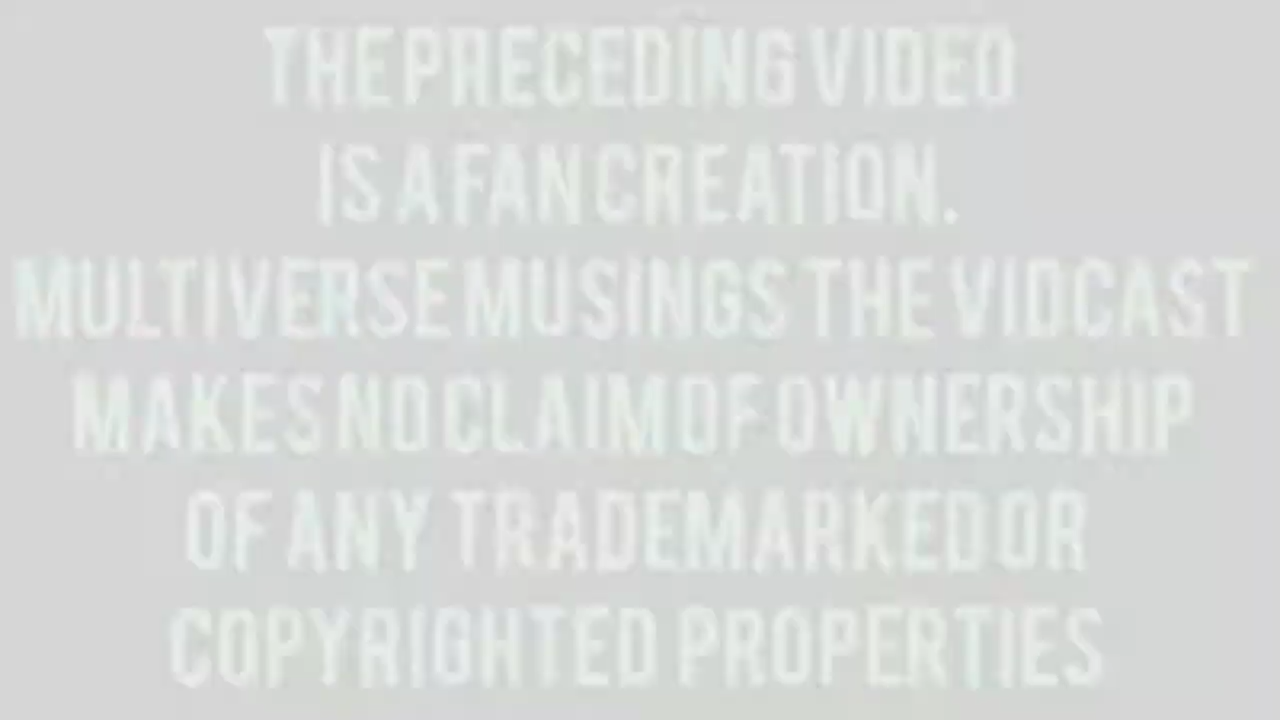 THE PRECEDING VIDEO
IS A FAN CREATION.
MULTIVERSE MUSINGS THE VIDCAST
MAKES NO CLAIM OF OWNERSHIP
OF ANY TRADEMARKED OR
COPYRIGHTED PROPERTIES